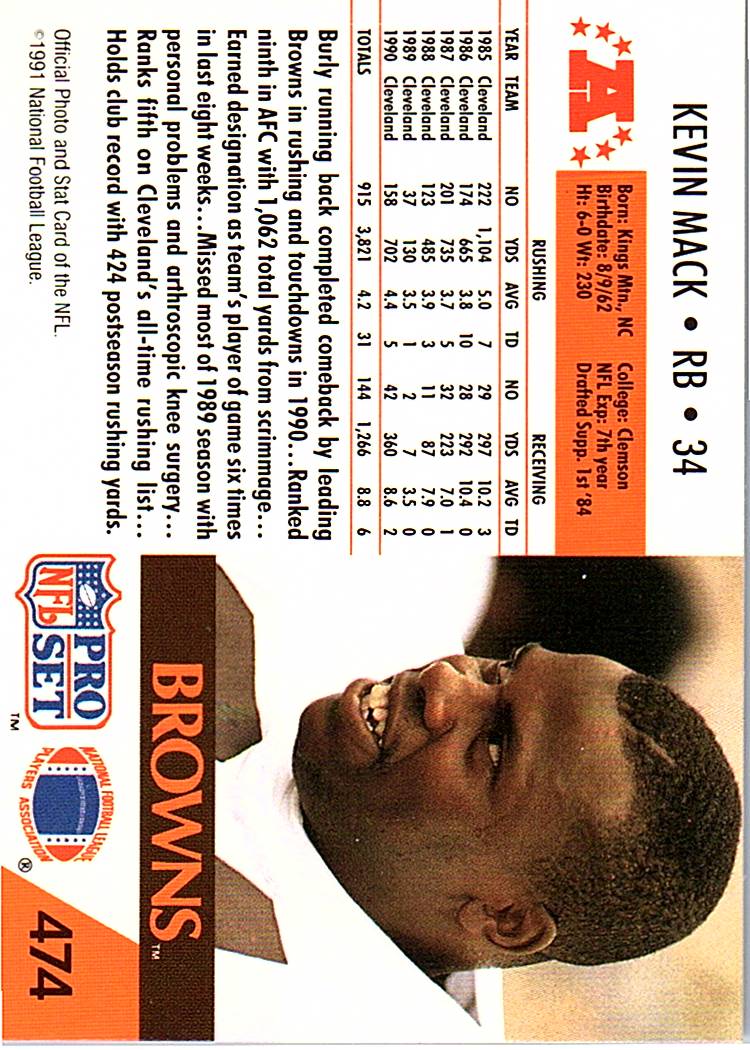 KEVIN MACK • RB • 34
A
Born: Kings Mtn., NC College: Clemson
Birthdate: 8/9/62 NFL Exp: 7th year
Ht: 6-0 Wt: 230 Drafted Supp. 1st '84
RUSHING RECEIVING
YEAR TEAM NO YDS AVG TD NO YDS AVG TD
1985 Cleveland 222 1,104 5.0 7 29 297 10.2 3
1986 Cleveland 174 665 3.8 10 28 292 10.4 0
1987 Cleveland 201 735 3.7 5 32 223 7.0 1
1988 Cleveland 123 485 3.9 3 11 87 7.9 0
1989 Cleveland 37 130 3.5 1 2 7 3.5 0
1990 Cleveland 158 702 4.4 5 42 360 8.6 2
TOTALS 915 3,821 4.2 31 144 1,266 8.8 6
Burly running back completed comeback by leading
Browns in rushing and touchdowns in 1990...Ranked
ninth in AFC with 1,062 total yards from scrimmage...
Earned designation as team's player of game six times
in last eight weeks...Missed most of 1989 season with
personal problems and arthroscopic knee surgery...
Ranks fifth on Cleveland's all-time rushing list...
Holds club record with 424 postseason rushing yards.
Official Photo and Stat Card of the NFL.
©1991 National Football League.
BROWNS™
PRO
NFL SET™
NATIONAL FOOTBALL LEAGUE
PLAYERS ASSOCIATION®
474